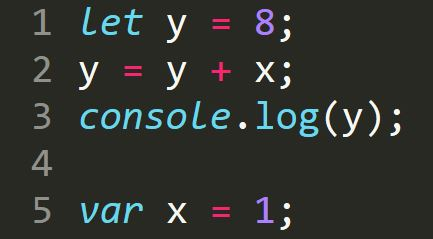 1 let y = 8;
2 y = y + x;
3 console.log(y);
4
5 var x = 1;